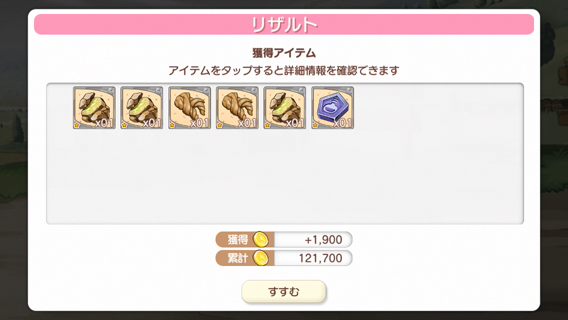 リザルト
獲得アイテム
アイテムをタップすると詳細情報を確認できます
x01 x01 x01 x01 x01 x01
獲得 +1,900
累計 121,700
すすむ